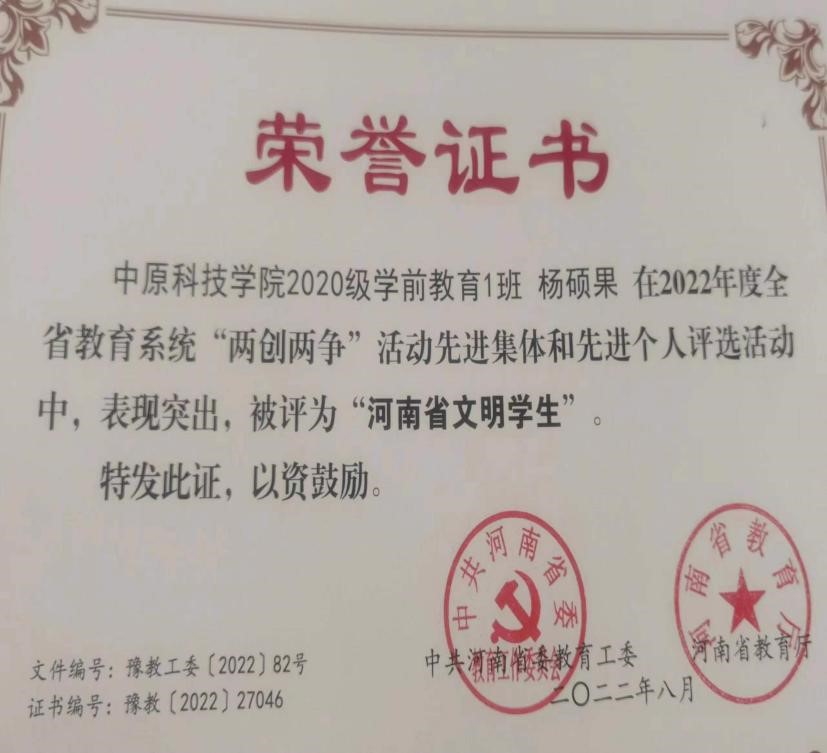 荣誉证书
中原科技学院2020级学前教育1班 杨硕果 在2022年度全
省教育系统“两创两争”活动先进集体和先进个人评选活动
中，表现突出，被评为“河南省文明学生”。
特发此证，以资鼓励。
中共河南省委
教育工作委员会
河南省教育厅
文件编号：豫教工委〔2022〕82号
证书编号：豫教〔2022〕27046
中共河南省委教育工委
河南省教育厅
二〇二二年八月